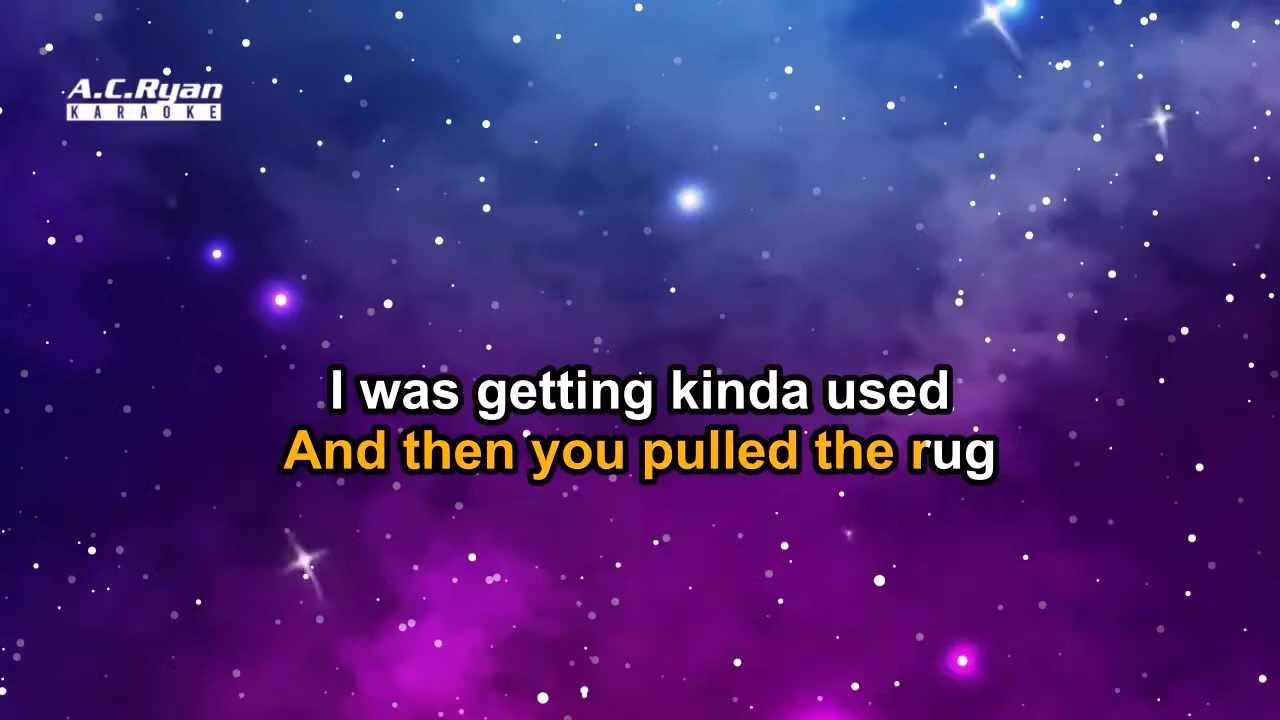 A.C.Ryan
KARAOKE
I was getting kinda used
And then you pulled the rug